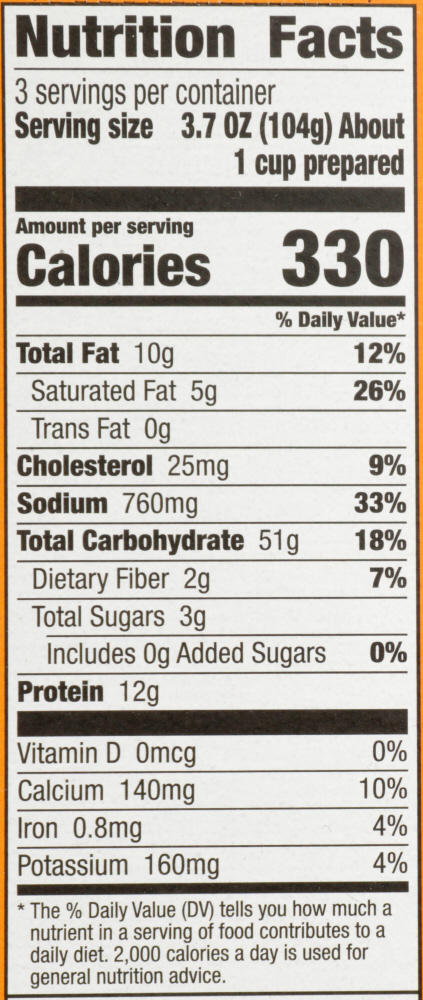 Nutrition Facts
3 servings per container
Serving size 3.7 OZ (104g) About
1 cup prepared
Amount per serving
Calories 330
% Daily Value*
Total Fat 10g 12%
Saturated Fat 5g 26%
Trans Fat 0g
Cholesterol 25mg 9%
Sodium 760mg 33%
Total Carbohydrate 51g 18%
Dietary Fiber 2g 7%
Total Sugars 3g
Includes 0g Added Sugars 0%
Protein 12g
Vitamin D 0mcg 0%
Calcium 140mg 10%
Iron 0.8mg 4%
Potassium 160mg 4%
* The % Daily Value (DV) tells you how much a
nutrient in a serving of food contributes to a
daily diet. 2,000 calories a day is used for
general nutrition advice.